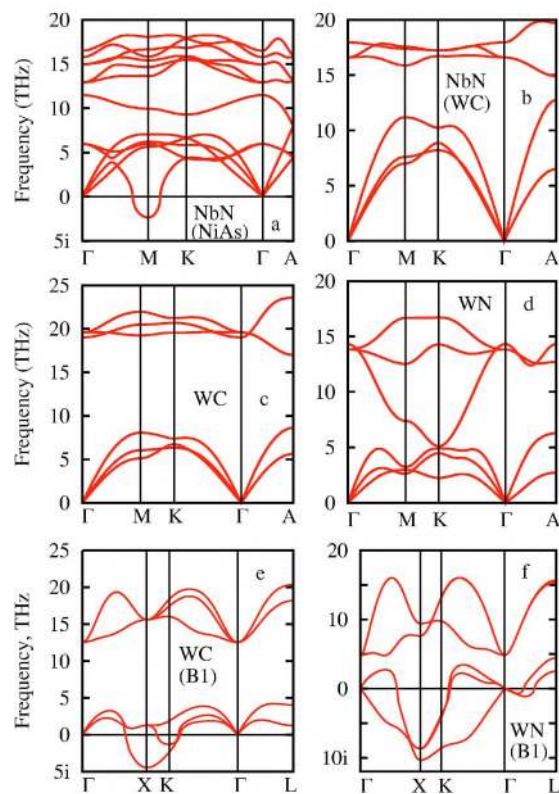 20
15
10
5
0
5i
Frequency (THz)
NbN
(NiAs)
a
Γ M K Γ A
20
15
10
5
0
NbN
(WC)
b
Γ M K Γ A
25
20
15
10
5
0
Frequency (THz)
WC
c
Γ M K Γ A
20
15
10
5
0
WN
d
Γ M K Γ A
25
20
15
10
5
0
5i
Frequency, THz
WC
(B1)
e
Γ X K Γ L
20
10
0
10i
WN
(B1)
f
Γ X K Γ L